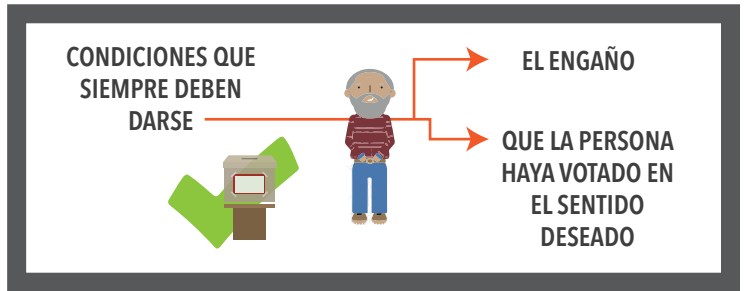 CONDICIONES QUE
SIEMPRE DEBEN
DARSE
EL ENGAÑO
QUE LA PERSONA
HAYA VOTADO EN
EL SENTIDO
DESEADO